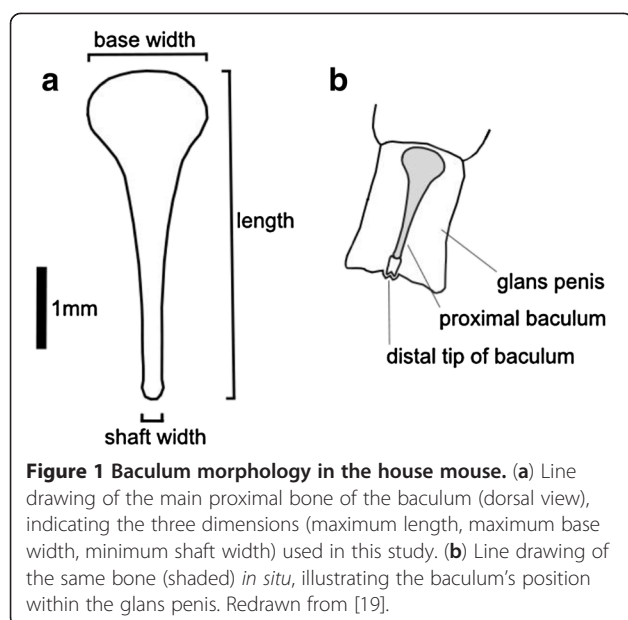 base width
a
b
length
1mm
glans penis
proximal baculum
distal tip of baculum
shaft width
Figure 1 Baculum morphology in the house mouse. (a) Line
drawing of the main proximal bone of the baculum (dorsal view),
indicating the three dimensions (maximum length, maximum base
width, minimum shaft width) used in this study. (b) Line drawing of
the same bone (shaded) in situ, illustrating the baculum's position
within the glans penis. Redrawn from [19].